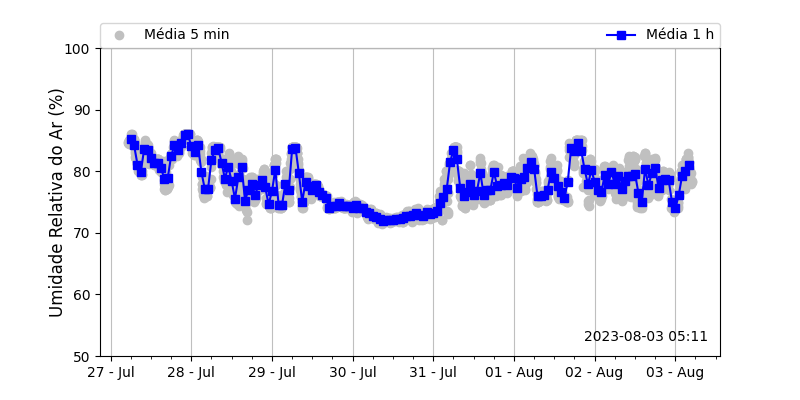 Média 5 min
Média 1 h
Umidade Relativa do Ar (%)
100
90
80
70
60
50
2023-08-03 05:11
27 - Jul
28 - Jul
29 - Jul
30 - Jul
31 - Jul
01 - Aug
02 - Aug
03 - Aug